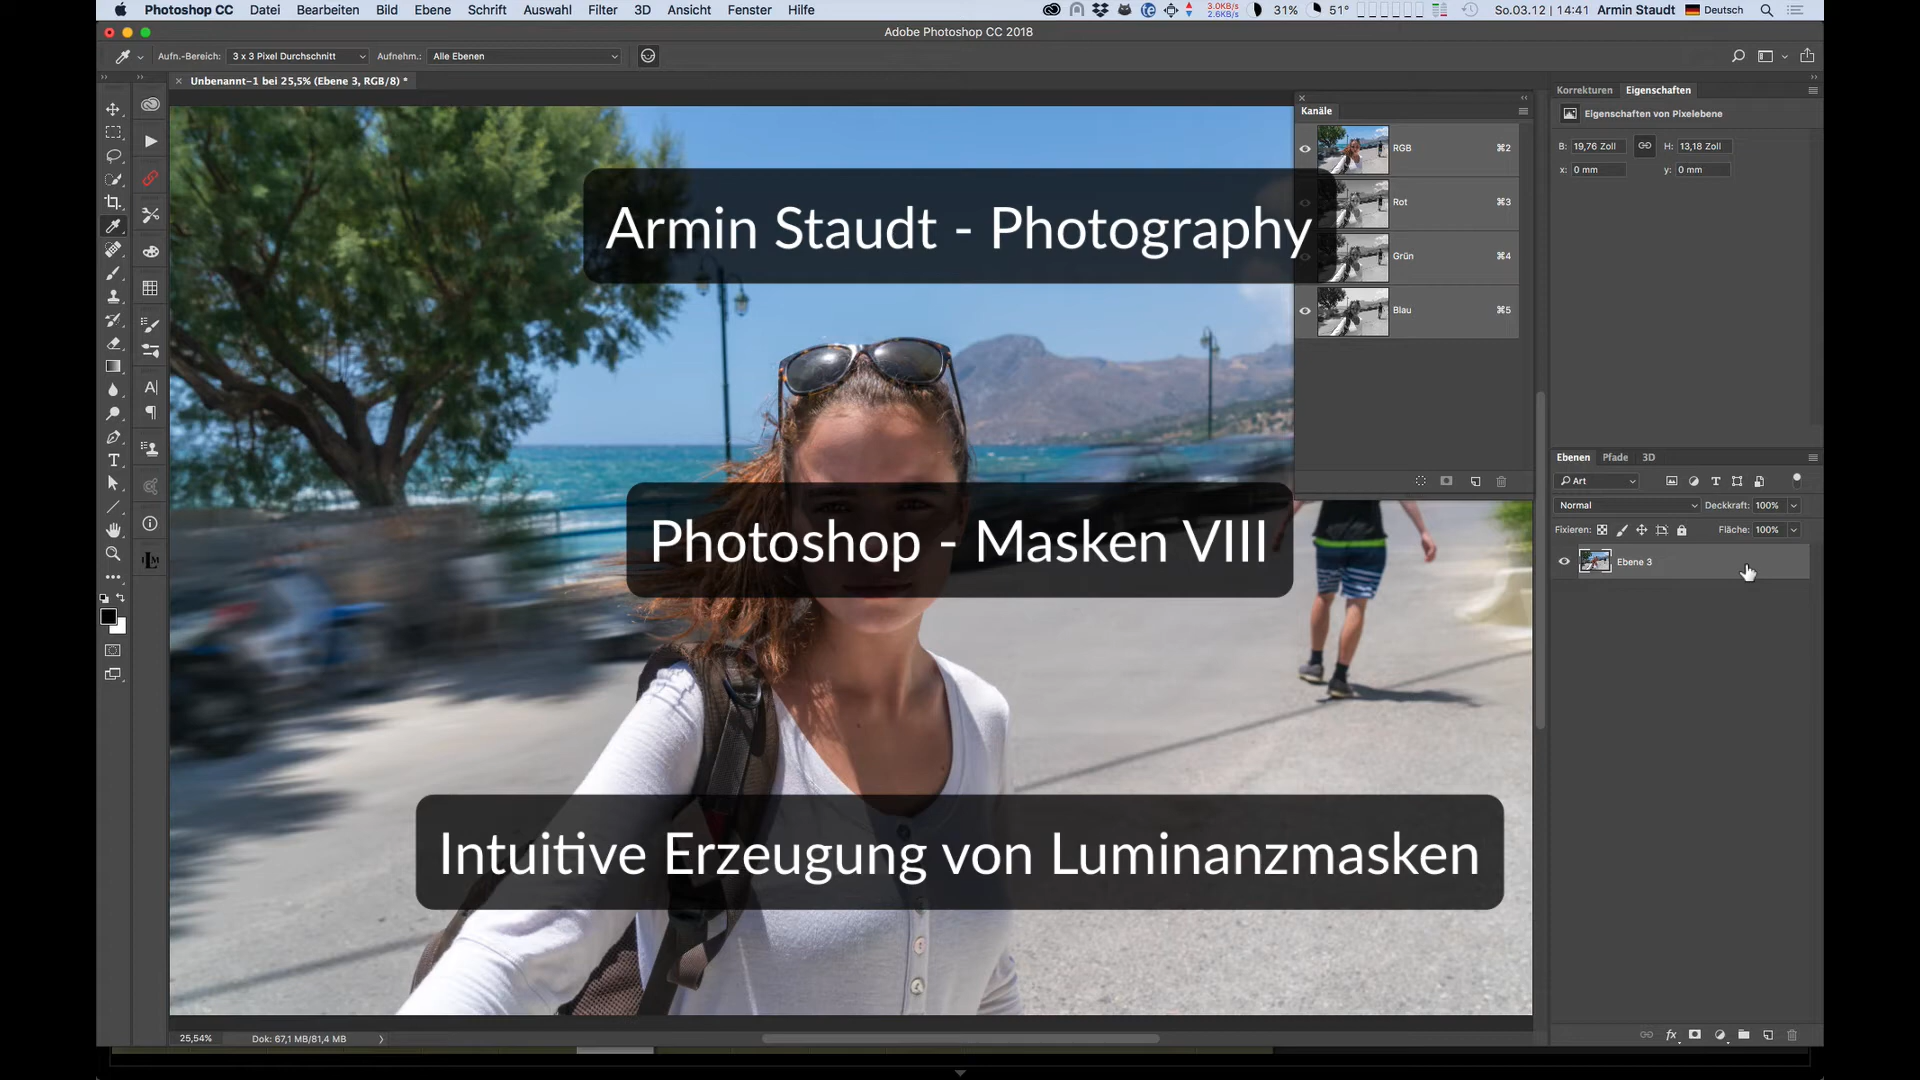 Photoshop CC Datei Bearbeiten Bild Ebene Schrift Auswahl Filter 3D Ansicht Fenster Hilfe 3.0KB/s 2.6KB/s 31% 51° So.03.12 | 14:41 Armin Staudt Deutsch
Adobe Photoshop CC 2018
Aufn.-Bereich: 3 x 3 Pixel Durchschnitt Aufnehm.: Alle Ebenen
Unbenannt-1 bei 25,5% (Ebene 3, RGB/8) *
Korrekturen Eigenschaften
Eigenschaften von Pixelebene
B: 19,76 Zoll H: 13,18 Zoll
x: 0 mm y: 0 mm
Kanäle
RGB ⌘2
Rot ⌘3
Grün ⌘4
Blau ⌘5
Armin Staudt - Photography
Photoshop - Masken VIII
Intuitive Erzeugung von Luminanzmasken
Ebenen Pfade 3D
Art
Normal Deckkraft: 100%
Fixieren: Fläche: 100%
Ebene 3
fx
25,54% Dok: 67,1 MB/81,4 MB